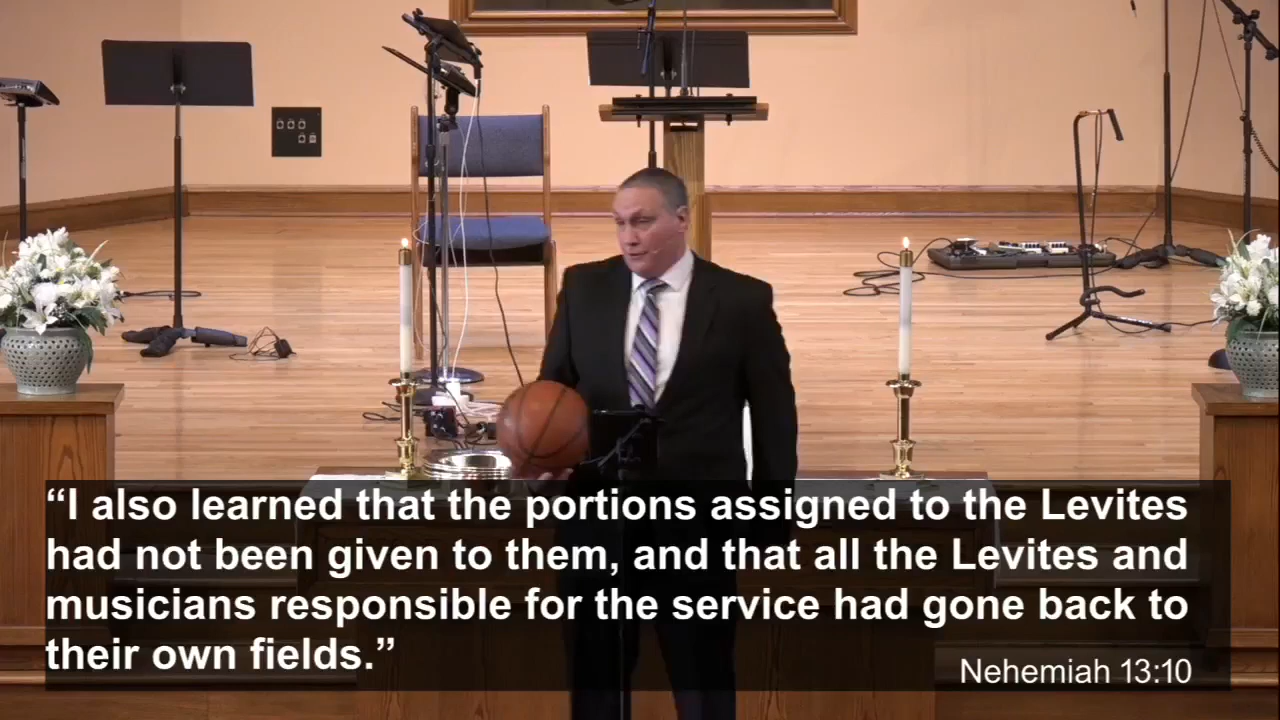 “I also learned that the portions assigned to the Levites
had not been given to them, and that all the Levites and
musicians responsible for the service had gone back to
their own fields.”
Nehemiah 13:10